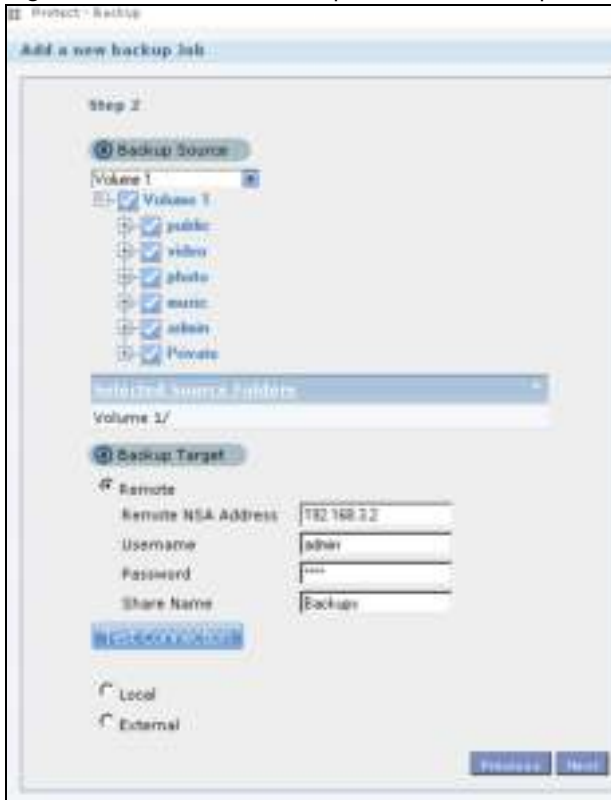 Protect - Backup
Add a new backup Job
Step 2
Backup Source
Volume 1
Volume 1
public
video
photo
music
admin
Private
Selected Source Folders
Volume 1/
Backup Target
Remote
Remote NSA Address 192.168.3.2
Username admin
Password ****
Share Name Backups
Test Connection
Local
External
Previous Next